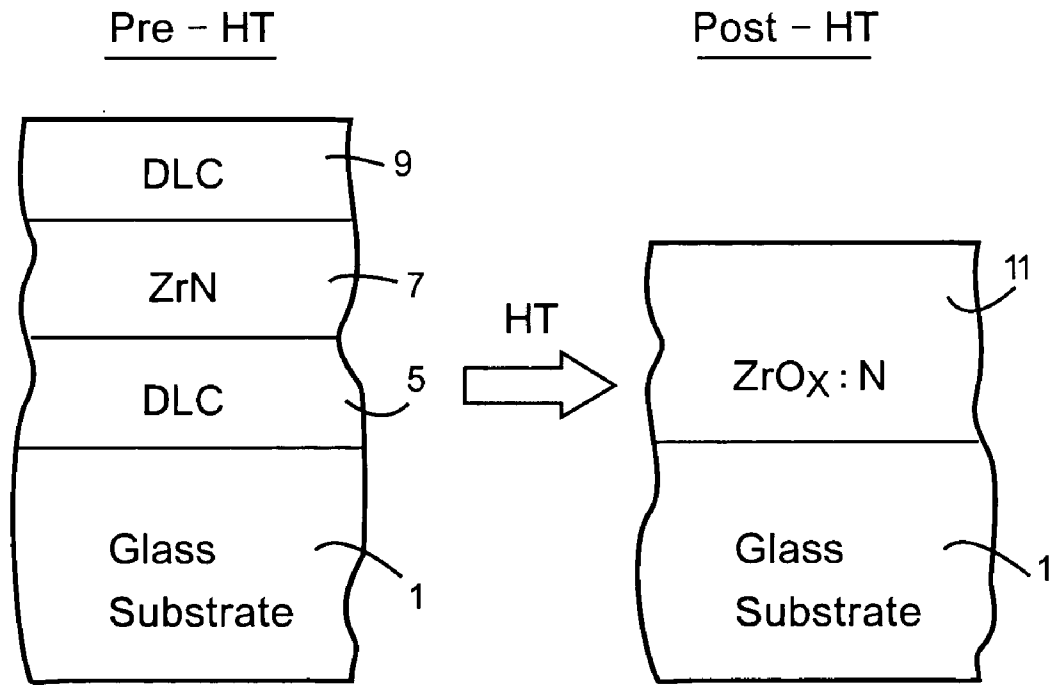 Pre – HT
Post – HT
DLC
9
ZrN
7
DLC
5
Glass
Substrate
1
HT
11
ZrOx : N
Glass
Substrate
1